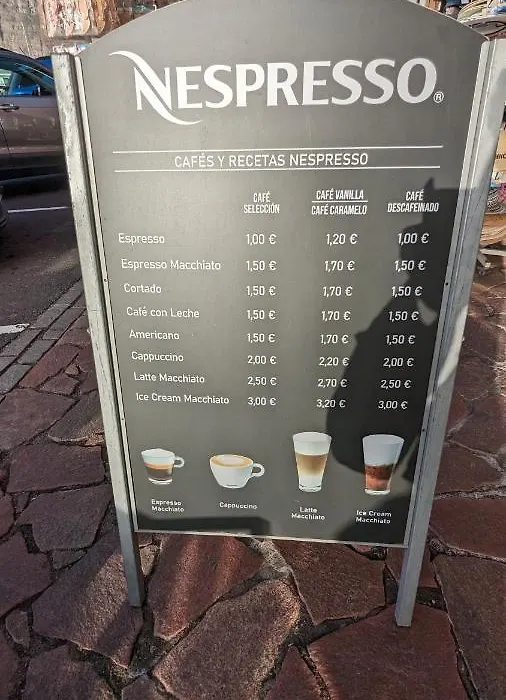 NESPRESSO®
CAFÉS Y RECETAS NESPRESSO
CAFÉ SELECCIÓN
CAFÉ VANILLA
CAFÉ CARAMELO
CAFÉ DESCAFEINADO
Espresso 1,00 € 1,20 € 1,00 €
Espresso Macchiato 1,50 € 1,70 € 1,50 €
Cortado 1,50 € 1,70 € 1,50 €
Café con Leche 1,50 € 1,70 € 1,50 €
Americano 1,50 € 1,70 € 1,50 €
Cappuccino 2,00 € 2,20 € 2,00 €
Latte Macchiato 2,50 € 2,70 € 2,50 €
Ice Cream Macchiato 3,00 € 3,20 € 3,00 €
Espresso Macchiato
Cappuccino
Latte Macchiato
Ice Cream Macchiato